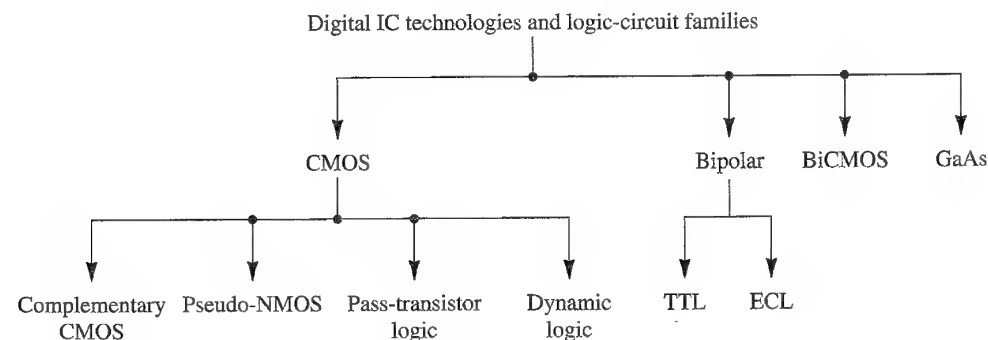 Digital IC technologies and logic-circuit families
CMOS
Bipolar
BiCMOS
GaAs
Complementary
CMOS
Pseudo-NMOS
Pass-transistor
logic
Dynamic
logic
TTL
ECL